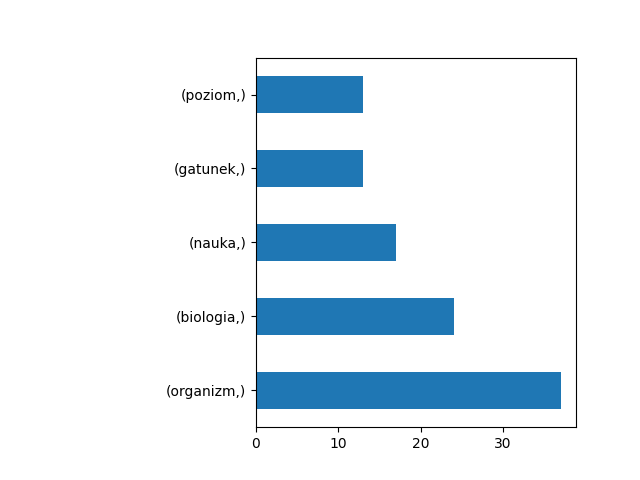 (poziom,)
(gatunek,)
(nauka,)
(biologia,)
(organizm,)
0 10 20 30